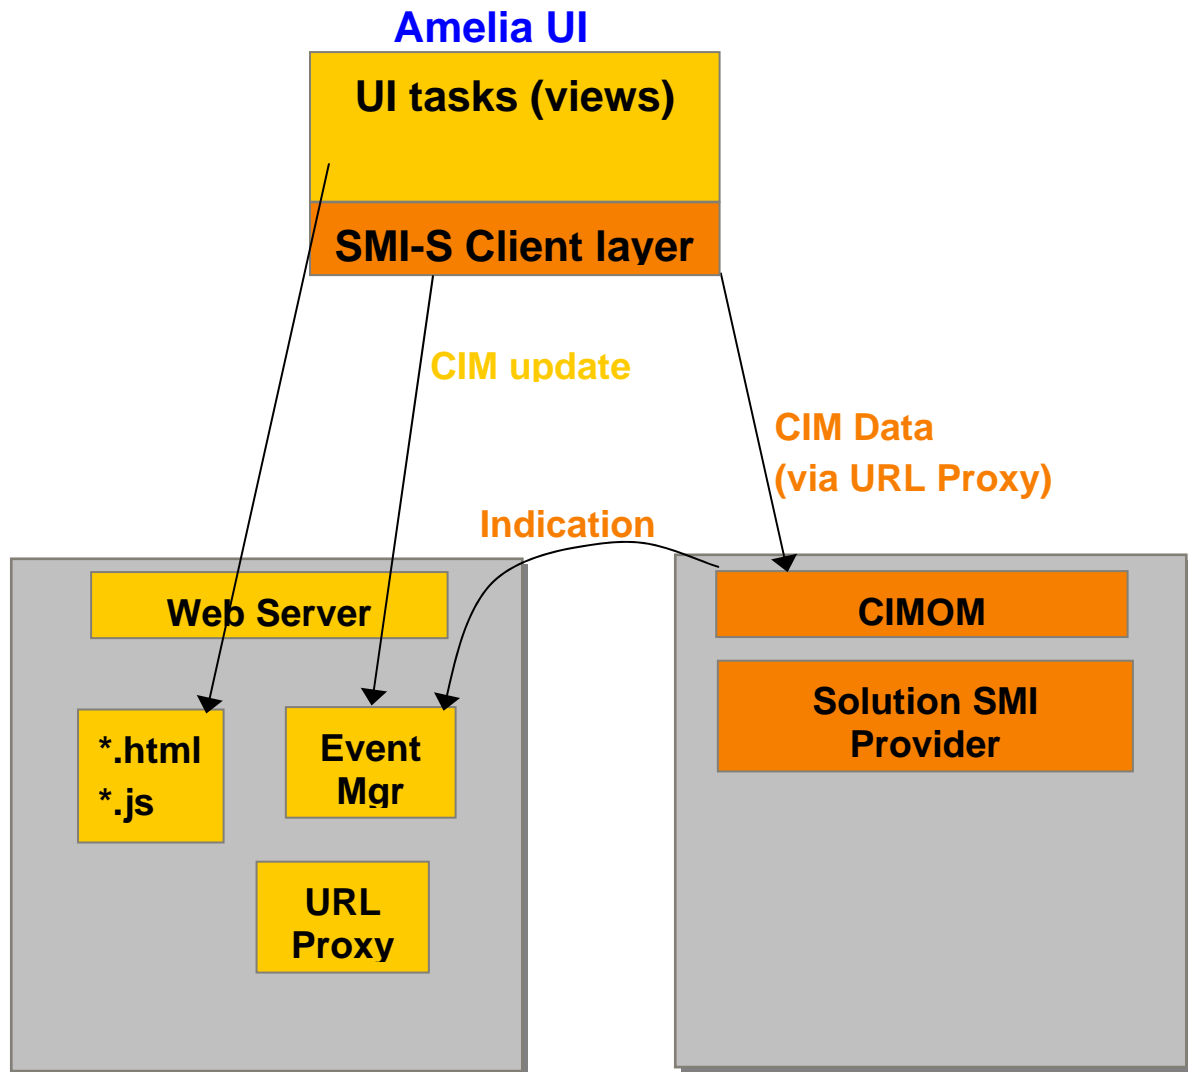 Amelia UI
UI tasks (views)
SMI-S Client layer
CIM update
CIM Data
(via URL Proxy)
Indication
Web Server
*.html
*.js
Event
Mgr
URL
Proxy
CIMOM
Solution SMI
Provider